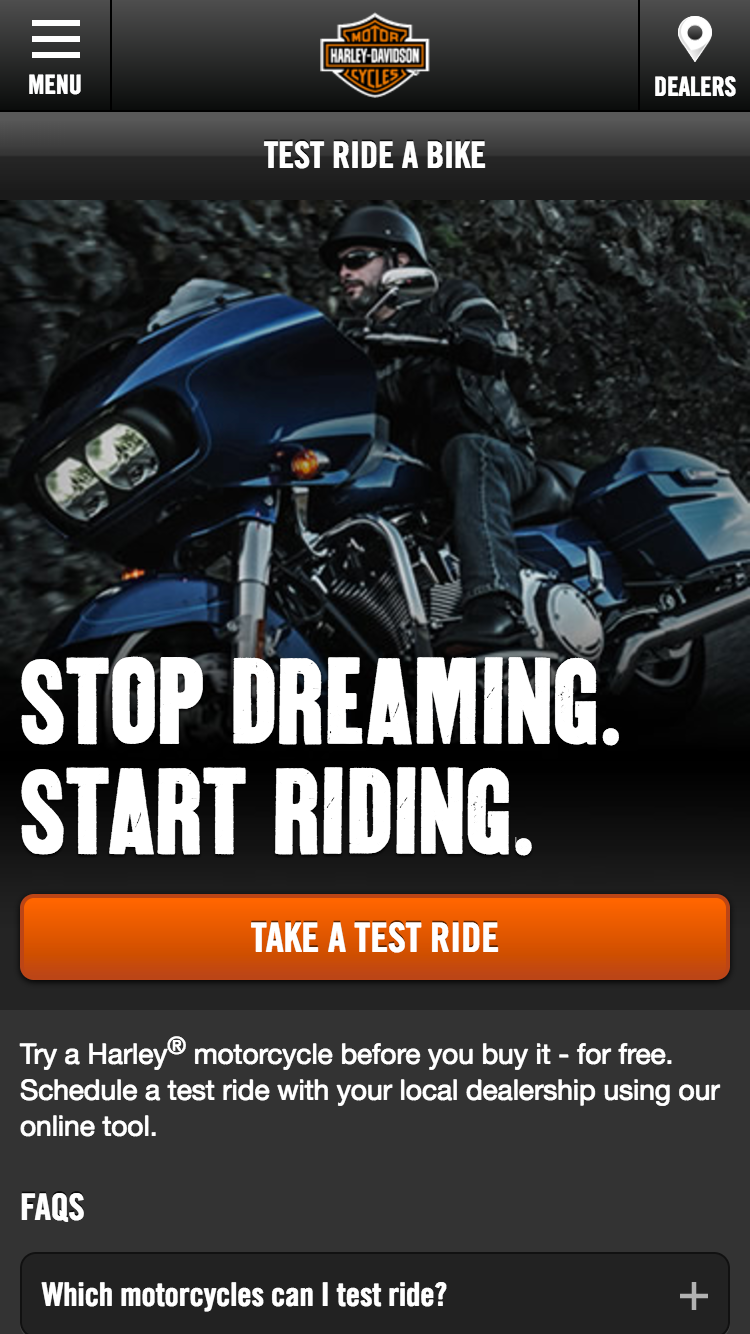 MENU
MOTOR
HARLEY-DAVIDSON
CYCLES
DEALERS
TEST RIDE A BIKE
STOP DREAMING.
START RIDING.
TAKE A TEST RIDE
Try a Harley® motorcycle before you buy it - for free.
Schedule a test ride with your local dealership using our
online tool.
FAQS
Which motorcycles can I test ride?